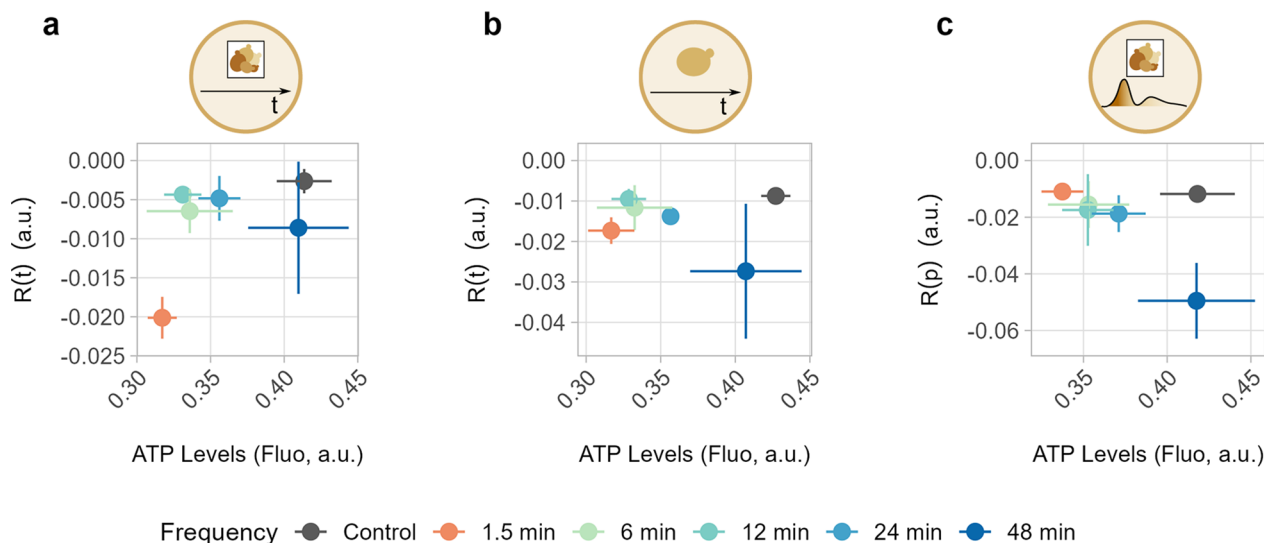 a
b
c
t
t
0.000
-0.005
-0.010
-0.015
-0.020
-0.025
R(t) (a.u.)
0.30
0.35
0.40
0.45
ATP Levels (Fluo, a.u.)
0.00
-0.01
-0.02
-0.03
-0.04
R(t) (a.u.)
0.30
0.35
0.40
0.45
ATP Levels (Fluo, a.u.)
0.00
-0.02
-0.04
-0.06
R(p) (a.u.)
0.35
0.40
0.45
ATP Levels (Fluo, a.u.)
Frequency Control 1.5 min 6 min 12 min 24 min 48 min